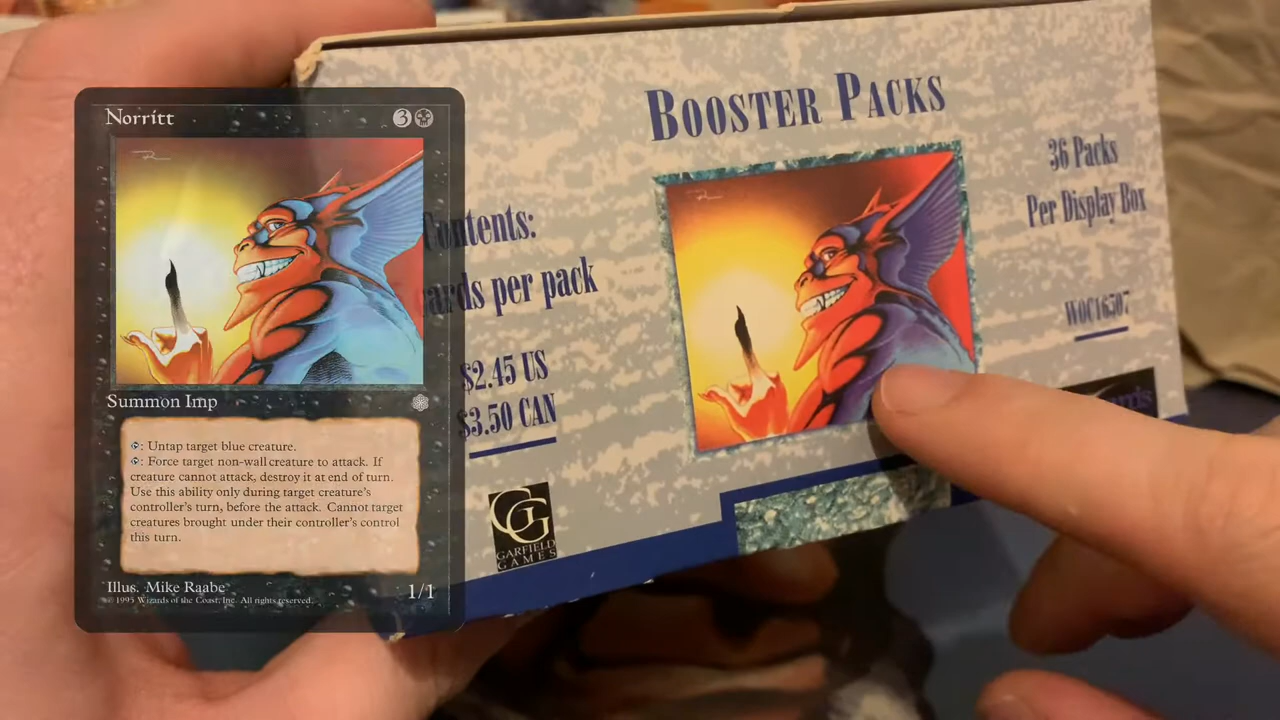 Norritt
3
Summon Imp
: Untap target blue creature.
: Force target non-wall creature to attack. If
creature cannot attack, destroy it at end of turn.
Use this ability only during target creature's
controller's turn, before the attack. Cannot target
creatures brought under their controller's control
this turn.
Illus. Mike Raabe
© 1995 Wizards of the Coast, Inc. All rights reserved.
1/1
BOOSTER PACKS
Contents:
cards per pack
$2.45 US
$3.50 CAN
GG
GARFIELD
GAMES
36 Packs
Per Display Box
WOC16507